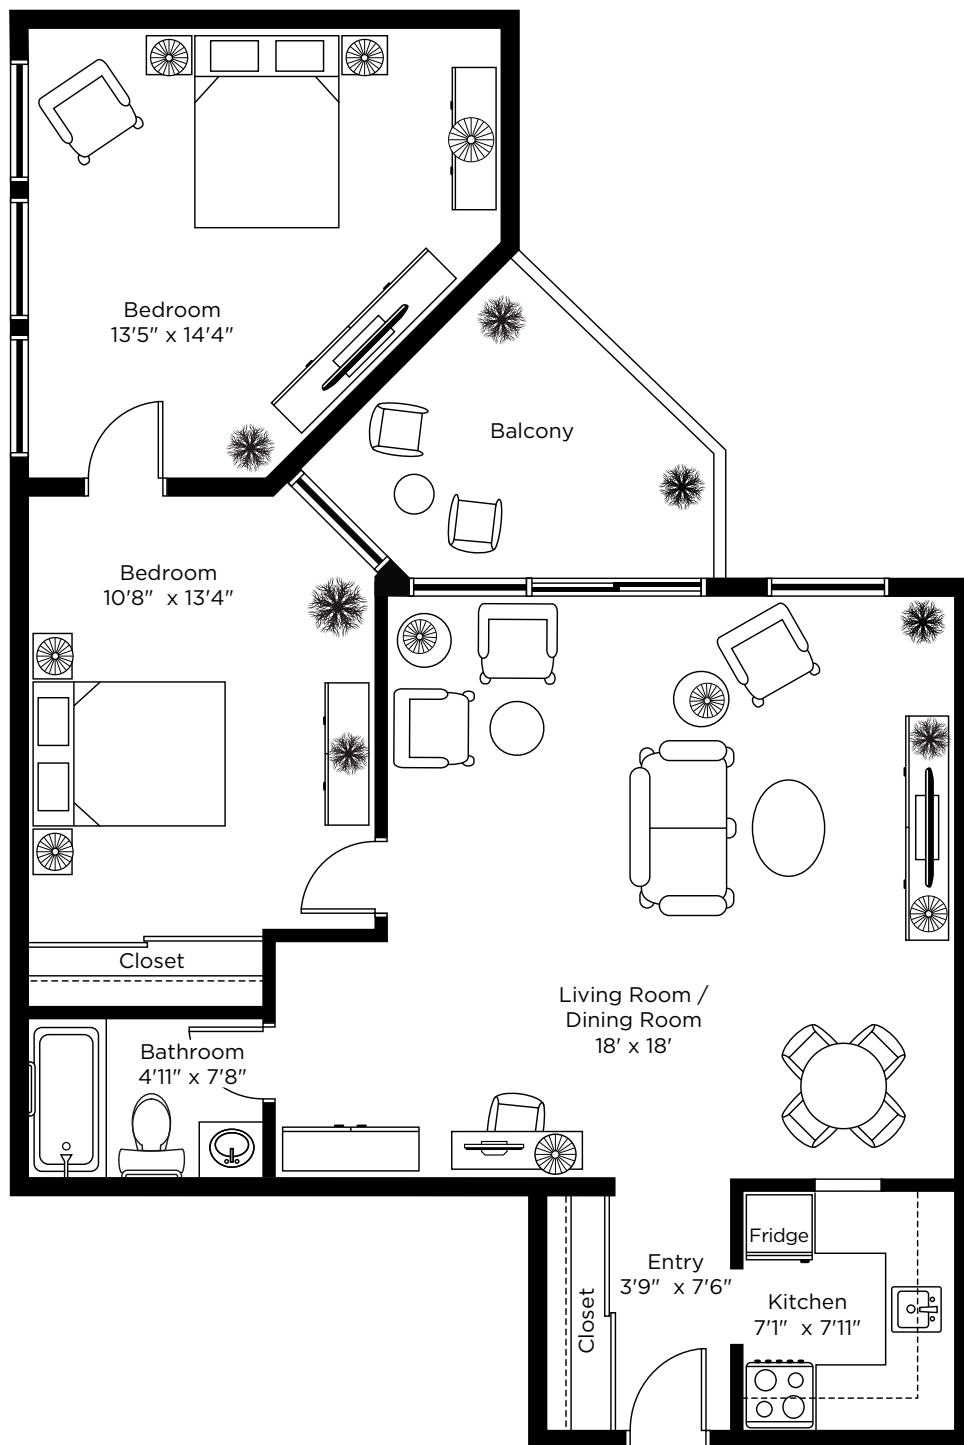 Bedroom
13'5" x 14'4"
Balcony
Bedroom
10'8" x 13'4"
Closet
Living Room /
Dining Room
18' x 18'
Bathroom
4'11" x 7'8"
Fridge
Entry
3'9" x 7'6"
Closet
Kitchen
7'1" x 7'11"